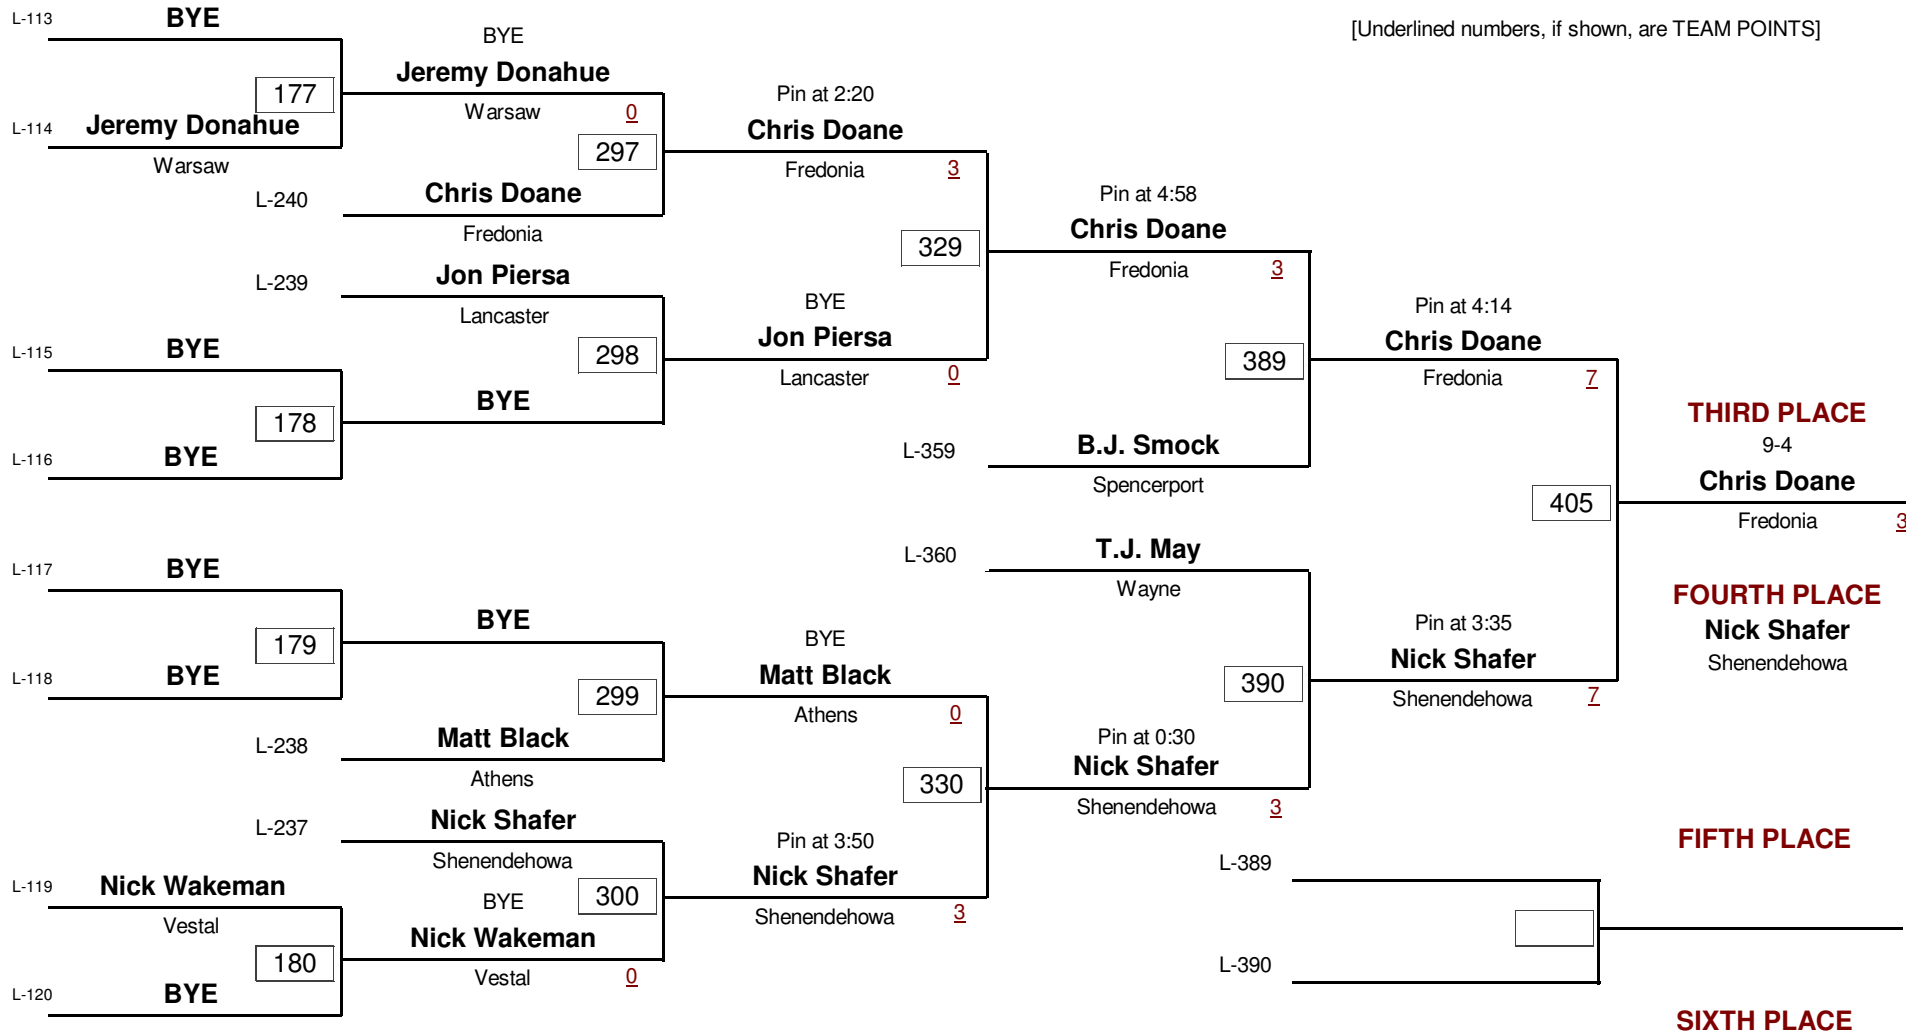 L-113
BYE
177
L-114
Jeremy Donahue
Warsaw
BYE
Jeremy Donahue
Warsaw
0
297
L-240
Chris Doane
Fredonia
L-239
Jon Piersa
Lancaster
298
L-115
BYE
178
BYE
L-116
BYE
Pin at 2:20
Chris Doane
Fredonia
3
329
BYE
Jon Piersa
Lancaster
0
Pin at 4:58
Chris Doane
Fredonia
3
389
L-359
B.J. Smock
Spencerport
Pin at 4:14
Chris Doane
Fredonia
7
405
[Underlined numbers, if shown, are TEAM POINTS]
THIRD PLACE
9-4
Chris Doane
Fredonia
3
FOURTH PLACE
Nick Shafer
Shenendehowa
L-117
BYE
179
BYE
L-118
BYE
299
L-238
Matt Black
Athens
BYE
Matt Black
Athens
0
330
L-237
Nick Shafer
Shenendehowa
300
L-119
Nick Wakeman
Vestal
180
BYE
Nick Wakeman
Vestal
0
L-120
BYE
Pin at 3:50
Nick Shafer
Shenendehowa
3
L-360
T.J. May
Wayne
390
Pin at 0:30
Nick Shafer
Shenendehowa
3
Pin at 3:35
Nick Shafer
Shenendehowa
7
FIFTH PLACE
L-389
L-390
SIXTH PLACE